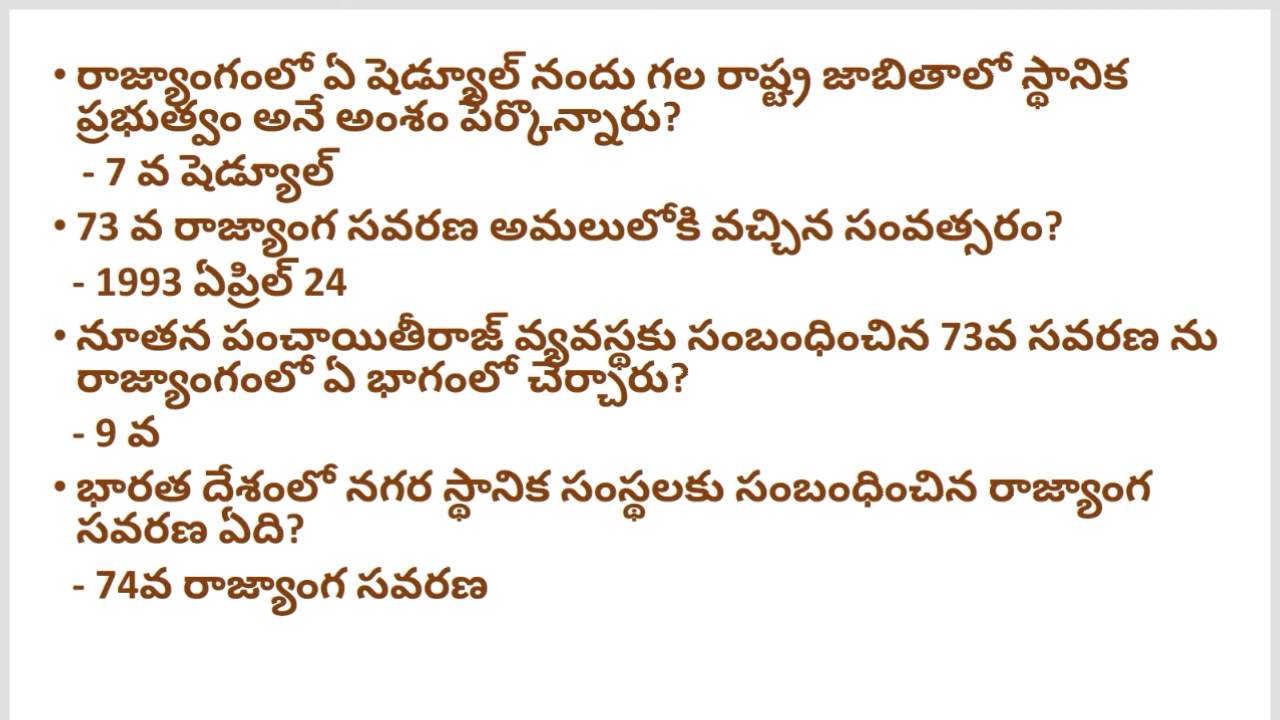 • రాజ్యాంగంలో ఏ షెడ్యూల్ నందు గల రాష్ట్ర జాబితాలో స్థానిక
ప్రభుత్వం అనే అంశం పేర్కొన్నారు?
- 7 వ షెడ్యూల్
• 73 వ రాజ్యాంగ సవరణ అమలులోకి వచ్చిన సంవత్సరం?
- 1993 ఏప్రిల్ 24
• నూతన పంచాయితీరాజ్ వ్యవస్థకు సంబంధించిన 73వ సవరణ ను
రాజ్యాంగంలో ఏ భాగంలో చేర్చారు?
- 9 వ
• భారత దేశంలో నగర స్థానిక సంస్థలకు సంబంధించిన రాజ్యాంగ
సవరణ ఏది?
- 74వ రాజ్యాంగ సవరణ